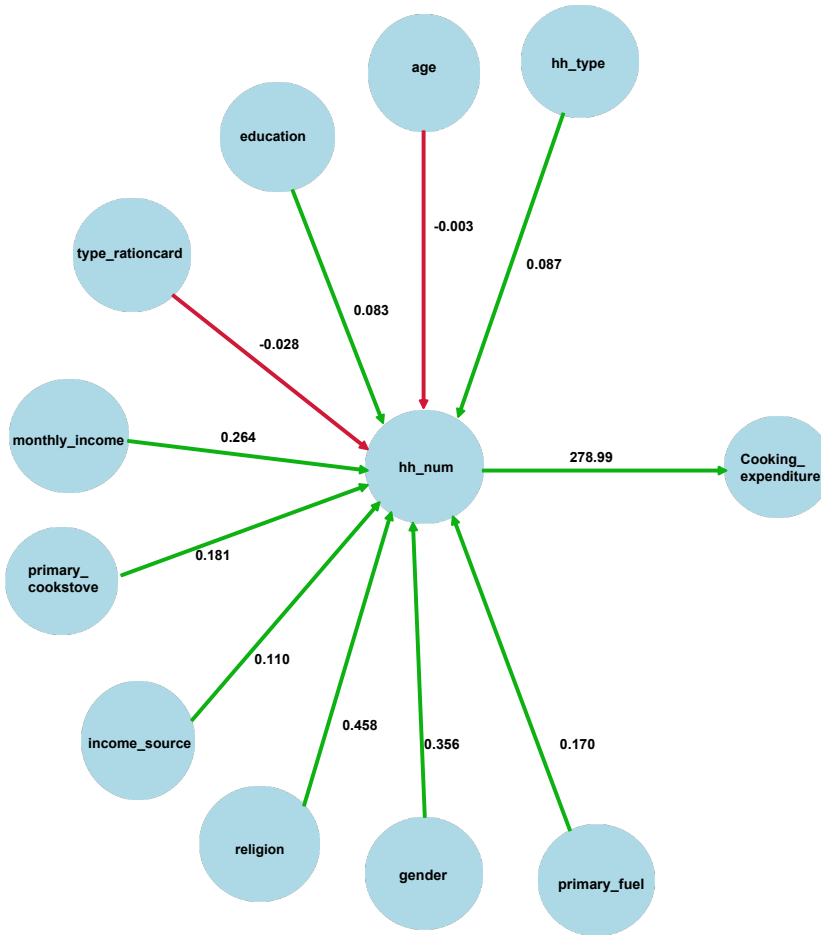 hh_type
age
education
-0.003
type_rationcard
0.087
0.083
-0.028
monthly_income
0.264
hh_num
278.99
Cooking_
expenditure
0.181
primary_
cookstove
0.110
income_source
0.458
0.356
0.170
religion
gender
primary_fuel